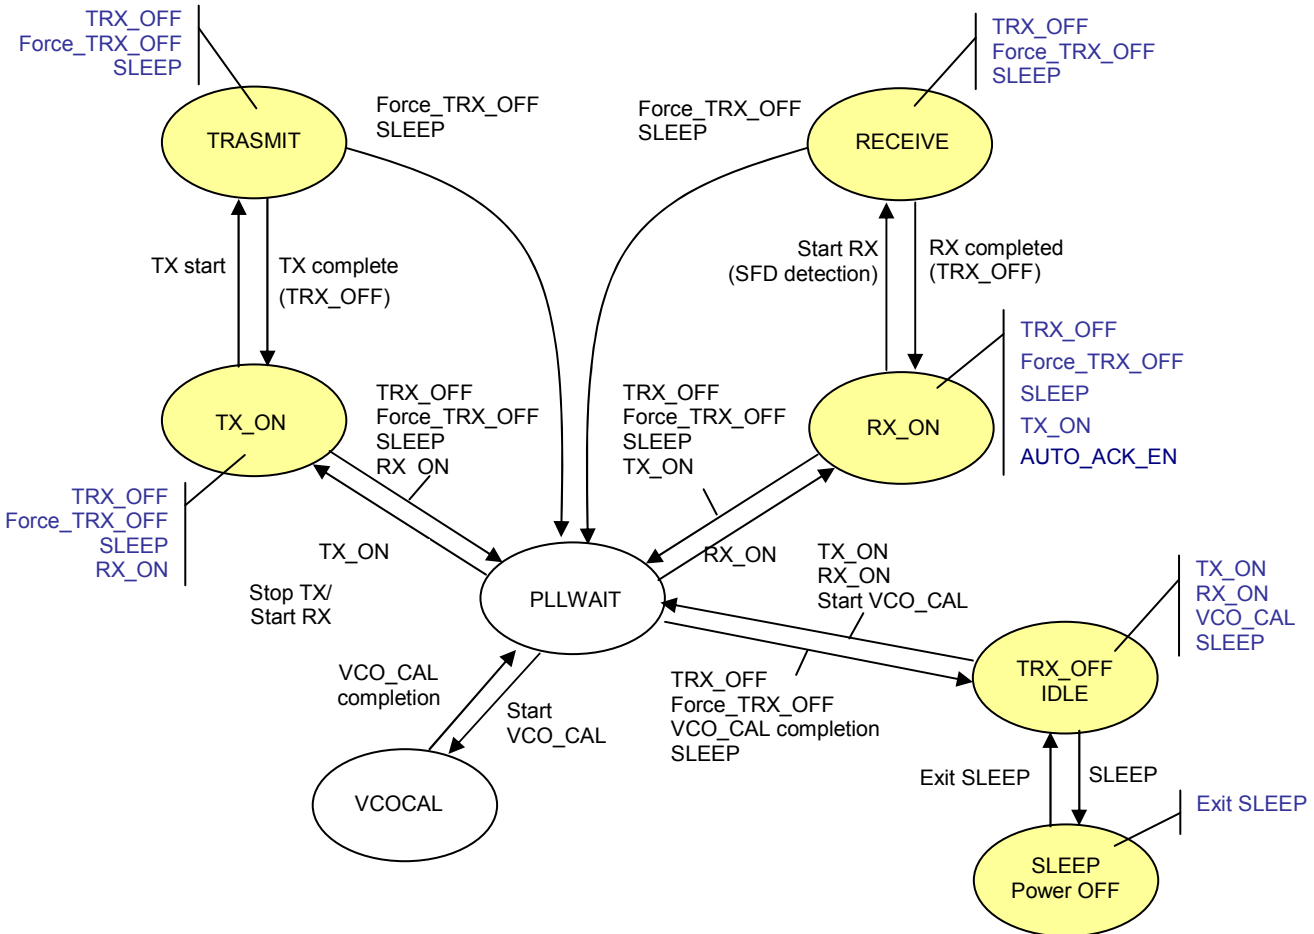 TRX_OFF
Force_TRX_OFF
SLEEP
TRX_OFF
Force_TRX_OFF
SLEEP
TRASMIT
Force_TRX_OFF
SLEEP
Force_TRX_OFF
SLEEP
RECEIVE
TX start
TX complete
(TRX_OFF)
Start RX
(SFD detection)
RX completed
(TRX_OFF)
TRX_OFF
Force_TRX_OFF
SLEEP
TX_ON
AUTO_ACK_EN
TX_ON
TRX_OFF
Force_TRX_OFF
SLEEP
RX_ON
TRX_OFF
Force_TRX_OFF
SLEEP
TX_ON
RX_ON
TRX_OFF
Force_TRX_OFF
SLEEP
RX_ON
TX_ON
Stop TX/
Start RX
PLLWAIT
RX_ON
TX_ON
RX_ON
Start VCO_CAL
TX_ON
RX_ON
VCO_CAL
SLEEP
VCO_CAL
completion
Start
VCO_CAL
TRX_OFF
Force_TRX_OFF
VCO_CAL completion
SLEEP
TRX_OFF
IDLE
VCOCAL
Exit SLEEP
SLEEP
Exit SLEEP
SLEEP
Power OFF